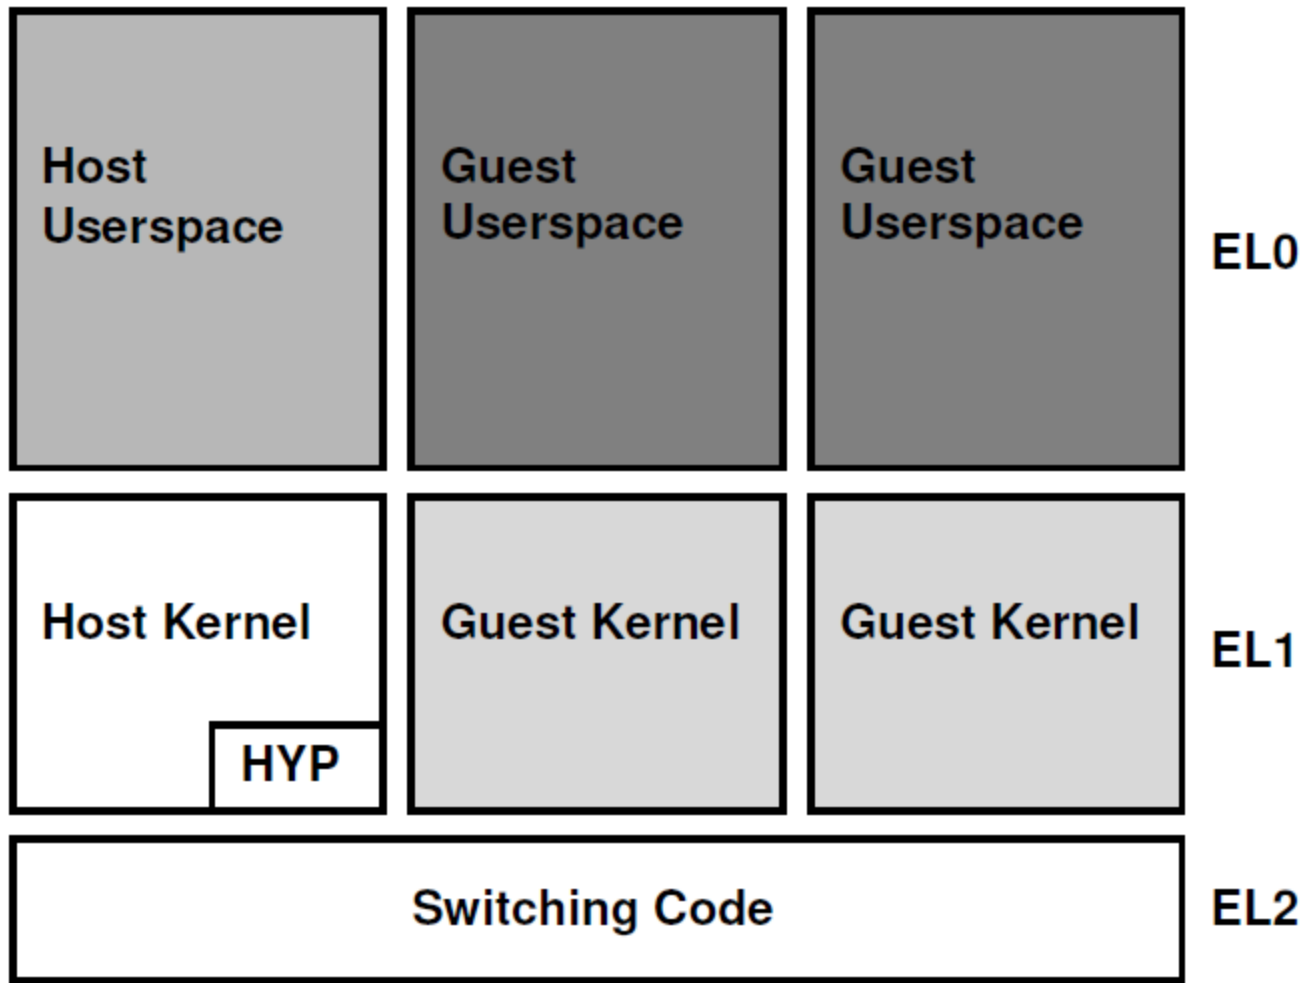 Host
Userspace
Guest
Userspace
Guest
Userspace
EL0
Host Kernel
HYP
Guest Kernel
Guest Kernel
EL1
Switching Code
EL2